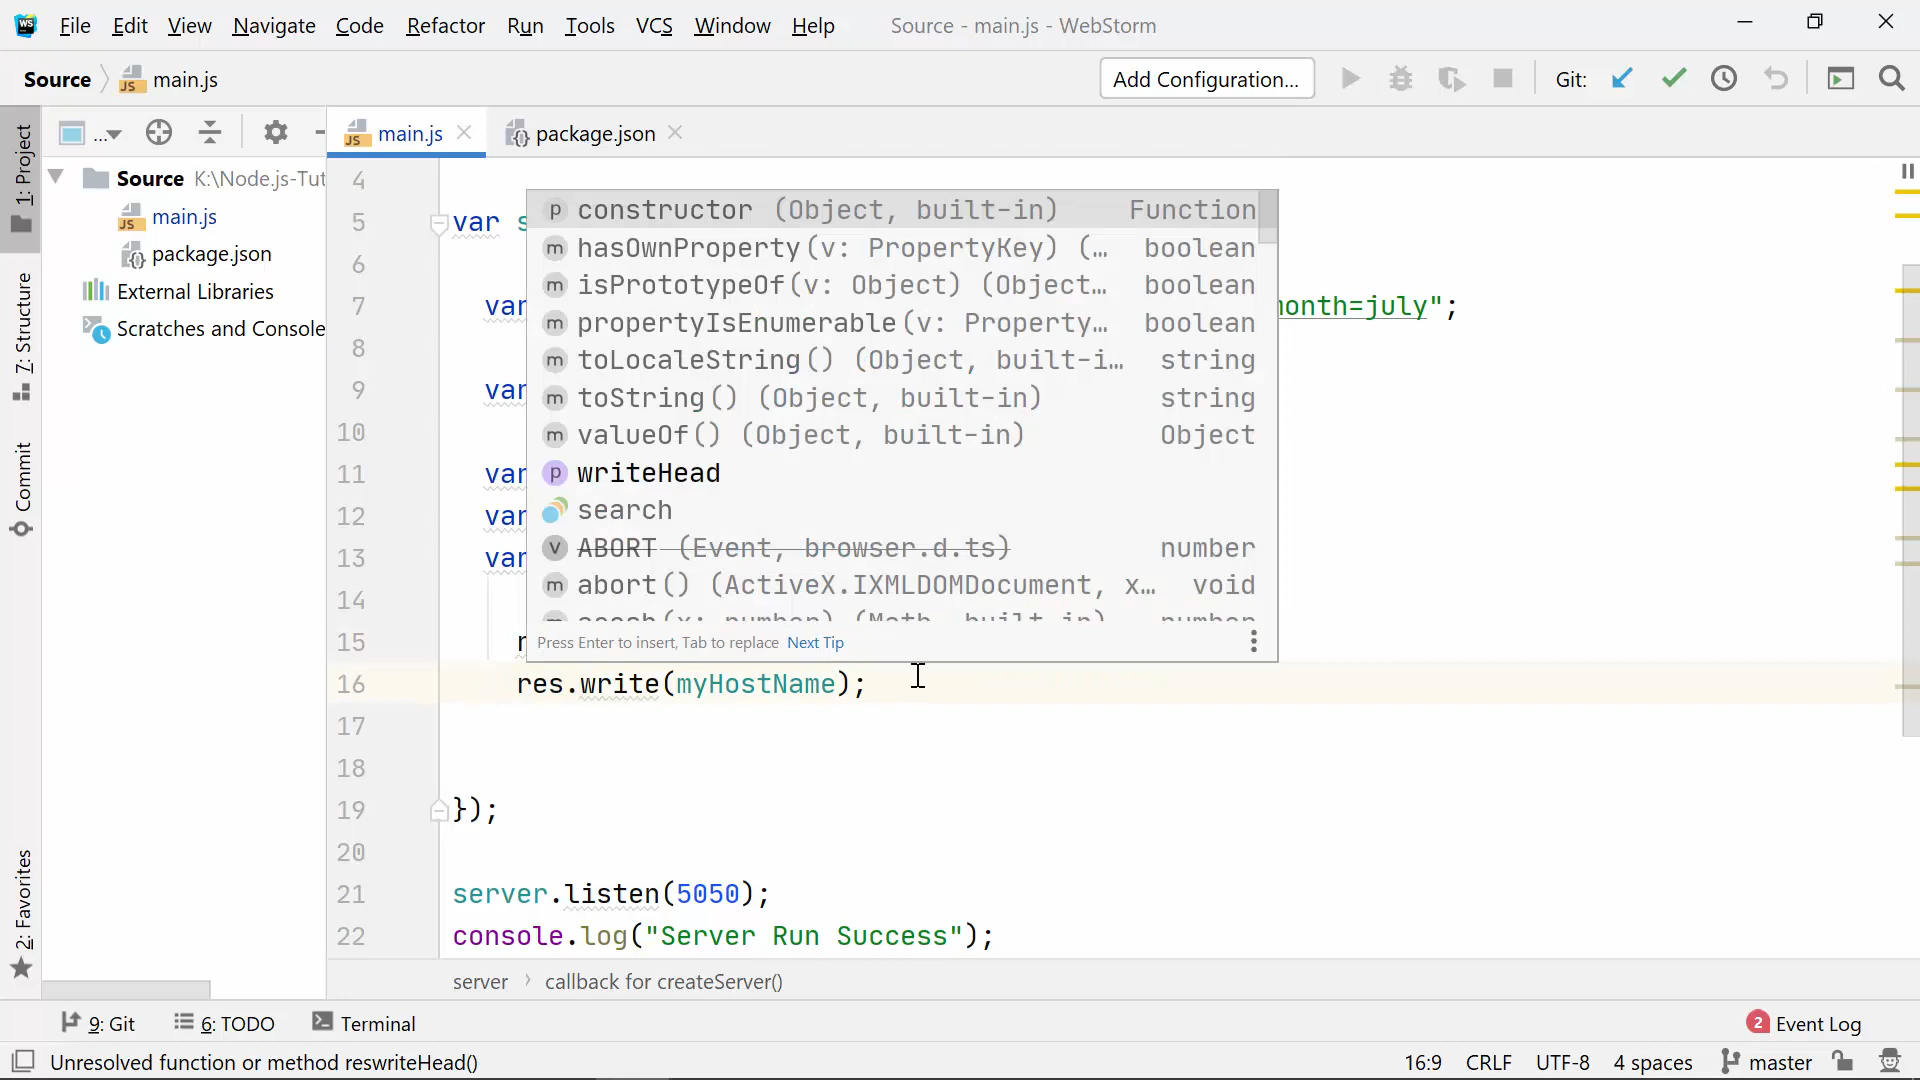 File Edit View Navigate Code Refactor Run Tools VCS Window Help Source - main.js - WebStorm
Source main.js Add Configuration... Git:
1: Project
7: Structure
Commit
2: Favorites
...
Source K:\Node.js-Tut
main.js
package.json
External Libraries
Scratches and Console
main.js package.json
4
5 var s
6
7 var month=july";
8
9 var
10
11 var
12 var
13 var
14
15 r
16 res.write(myHostName);
17
18
19 });
20
21 server.listen(5050);
22 console.log("Server Run Success");
p constructor (Object, built-in) Function
m hasOwnProperty(v: PropertyKey) (… boolean
m isPrototypeOf(v: Object) (Object… boolean
m propertyIsEnumerable(v: Property… boolean
m toLocaleString() (Object, built-i… string
m toString() (Object, built-in) string
m valueOf() (Object, built-in) Object
p writeHead
search
v ABORT (Event, browser.d.ts) number
m abort() (ActiveX.IXMLDOMDocument, x… void
m acosh(x: number) (Math, built-in) number
Press Enter to insert, Tab to replace Next Tip
server callback for createServer()
9: Git 6: TODO Terminal 2 Event Log
Unresolved function or method reswriteHead() 16:9 CRLF UTF-8 4 spaces master